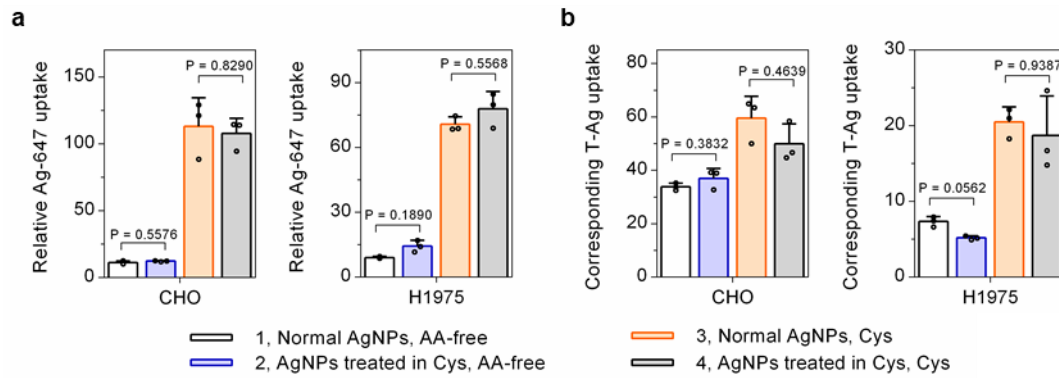 a
b
Relative Ag-647 uptake
150
100
50
0
P = 0.5576
P = 0.8290
CHO
Relative Ag-647 uptake
90
75
60
45
30
15
0
P = 0.1890
P = 0.5568
H1975
Corresponding T-Ag uptake
80
60
40
20
0
P = 0.3832
P = 0.4639
CHO
Corresponding T-Ag uptake
30
20
10
0
P = 0.0562
P = 0.9387
H1975
1, Normal AgNPs, AA-free
2, AgNPs treated in Cys, AA-free
3, Normal AgNPs, Cys
4, AgNPs treated in Cys, Cys